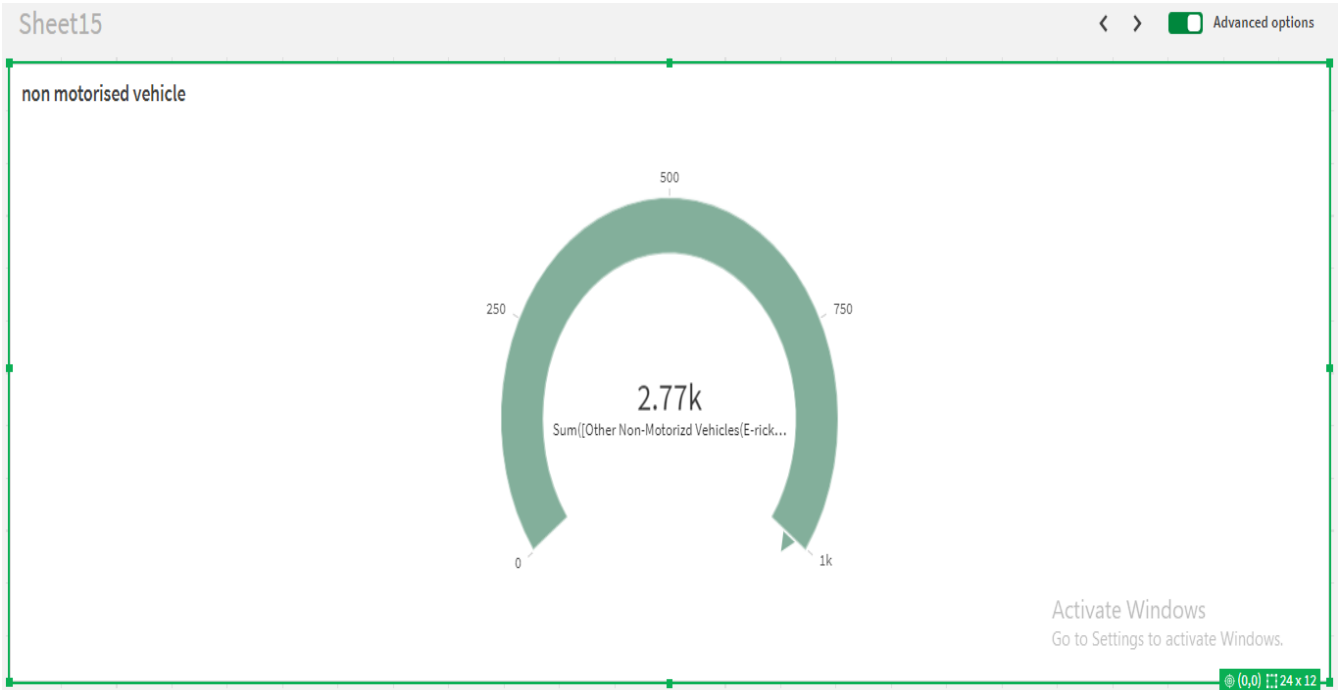 Sheet15
Advanced options
non motorised vehicle
500
250
750
2.77k
Sum([Other Non-Motorizd Vehicles(E-rick...
0
1k
Activate Windows
Go to Settings to activate Windows.
(0,0) 24 x 12